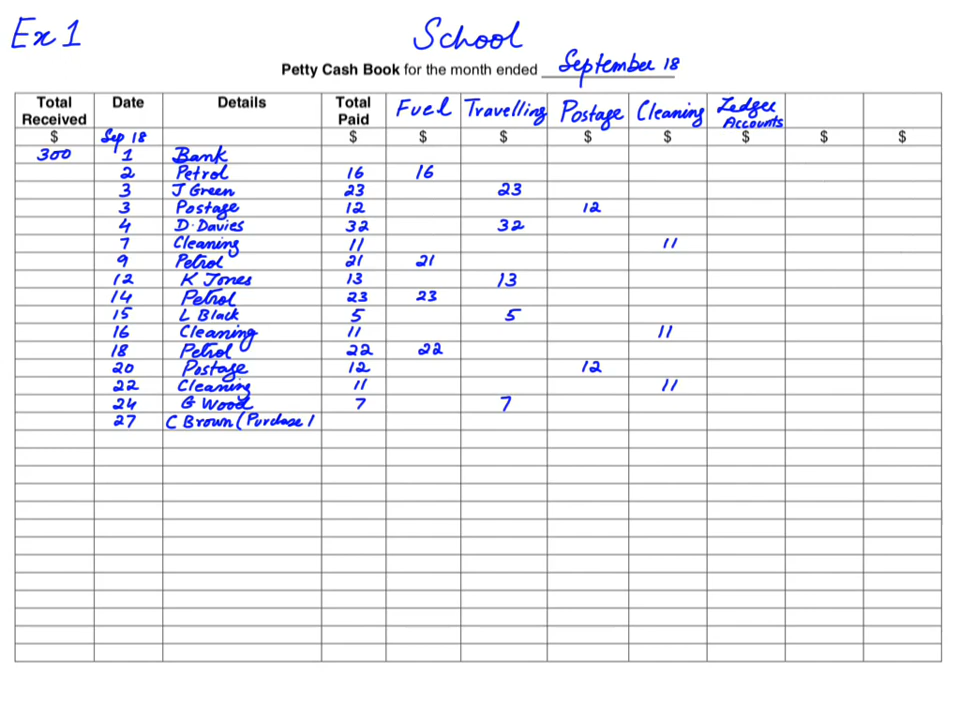 Ex 1
School
Petty Cash Book for the month ended September 18
Total Received Date Details Total Paid Fuel Travelling Postage Cleaning Ledger Accounts
$ Sep 18 $ $ $ $ $ $ $ $
300 1 Bank
2 Petrol 16 16
3 J Green 23 23
3 Postage 12 12
4 D. Davies 32 32
7 Cleaning 11 11
9 Petrol 21 21
12 K Jones 13 13
14 Petrol 23 23
15 L Black 5 5
16 Cleaning 11 11
18 Petrol 22 22
20 Postage 12 12
22 Cleaning 11 11
24 G Wood 7 7
27 C Brown (Purchase /